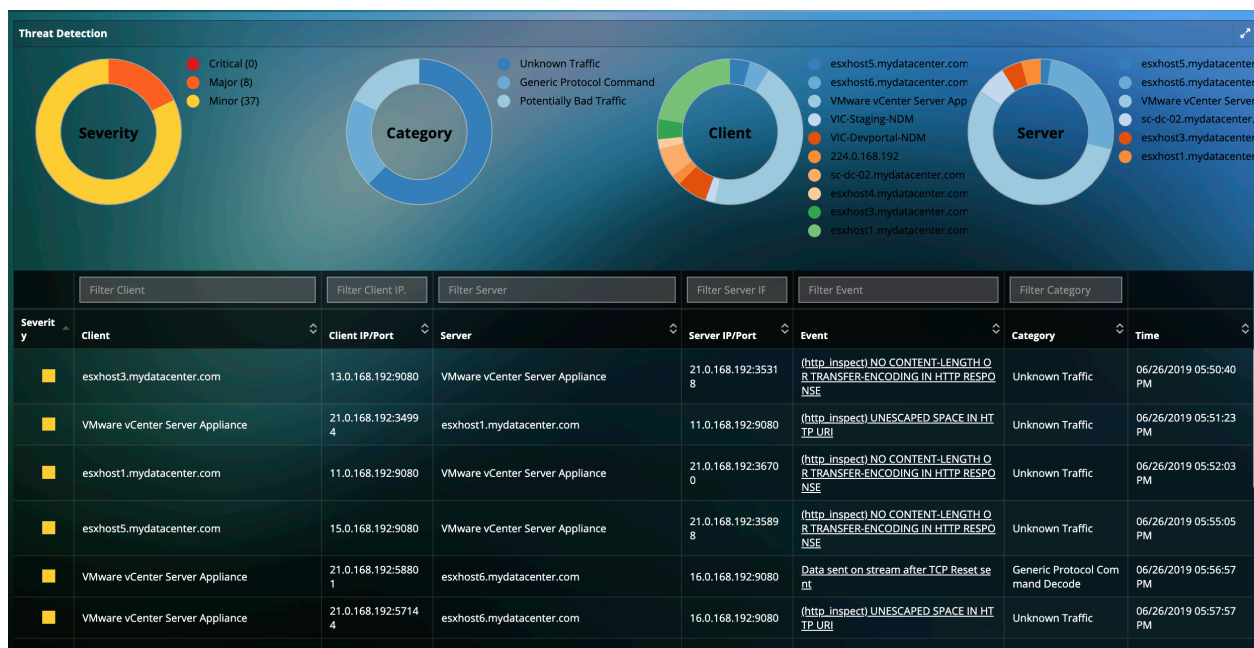 Threat Detection
Severity
Critical (0)
Major (8)
Minor (37)
Category
Unknown Traffic
Generic Protocol Command
Potentially Bad Traffic
Client
esxhost5.mydatacenter.com
esxhost6.mydatacenter.com
VMware vCenter Server App
VIC-Staging-NDM
VIC-Devportal-NDM
224.0.168.192
sc-dc-02.mydatacenter.com
esxhost4.mydatacenter.com
esxhost3.mydatacenter.com
esxhost1.mydatacenter.com
Server
esxhost5.mydatacenter
esxhost6.mydatacenter
VMware vCenter Server
sc-dc-02.mydatacenter.
esxhost3.mydatacenter
esxhost1.mydatacenter
Filter Client
Filter Client IP.
Filter Server
Filter Server IF
Filter Event
Filter Category
Severit
y
Client
Client IP/Port
Server
Server IP/Port
Event
Category
Time
esxhost3.mydatacenter.com
13.0.168.192:9080
VMware vCenter Server Appliance
21.0.168.192:3531
8
(http_inspect) NO CONTENT-LENGTH O
R TRANSFER-ENCODING IN HTTP RESPO
NSE
Unknown Traffic
06/26/2019 05:50:40
PM
VMware vCenter Server Appliance
21.0.168.192:3499
4
esxhost1.mydatacenter.com
11.0.168.192:9080
(http_inspect) UNESCAPED SPACE IN HT
TP URI
Unknown Traffic
06/26/2019 05:51:23
PM
esxhost1.mydatacenter.com
11.0.168.192:9080
VMware vCenter Server Appliance
21.0.168.192:3670
0
(http_inspect) NO CONTENT-LENGTH O
R TRANSFER-ENCODING IN HTTP RESPO
NSE
Unknown Traffic
06/26/2019 05:52:03
PM
esxhost5.mydatacenter.com
15.0.168.192:9080
VMware vCenter Server Appliance
21.0.168.192:3589
8
(http_inspect) NO CONTENT-LENGTH O
R TRANSFER-ENCODING IN HTTP RESPO
NSE
Unknown Traffic
06/26/2019 05:55:05
PM
VMware vCenter Server Appliance
21.0.168.192:5880
1
esxhost6.mydatacenter.com
16.0.168.192:9080
Data sent on stream after TCP Reset se
nt
Generic Protocol Com
mand Decode
06/26/2019 05:56:57
PM
VMware vCenter Server Appliance
21.0.168.192:5714
4
esxhost6.mydatacenter.com
16.0.168.192:9080
(http_inspect) UNESCAPED SPACE IN HT
TP URI
Unknown Traffic
06/26/2019 05:57:57
PM